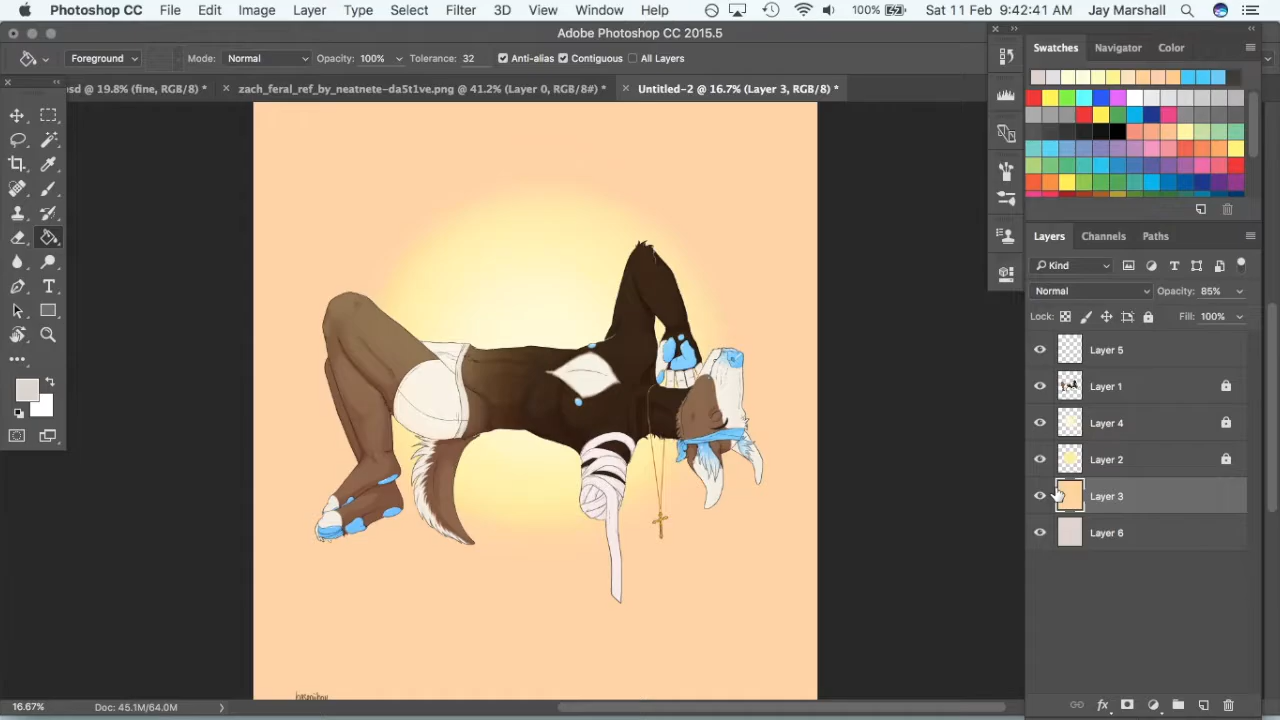 Photoshop CC File Edit Image Layer Type Select Filter 3D View Window Help 100% Sat 11 Feb 9:42:41 AM Jay Marshall
Adobe Photoshop CC 2015.5
Foreground Mode: Normal Opacity: 100% Tolerance: 32 Anti-alias Contiguous All Layers
sd @ 19.8% (fine, RGB/8) * zach_feral_ref_by_neatnete-da5t1ve.png @ 41.2% (Layer 0, RGB/8#) * Untitled-2 @ 16.7% (Layer 3, RGB/8) *
Swatches Navigator Color
Layers Channels Paths
Kind
Normal Opacity: 85%
Lock: Fill: 100%
Layer 5
Layer 1
Layer 4
Layer 2
Layer 3
Layer 6
16.67% Doc: 45.1M/64.0M